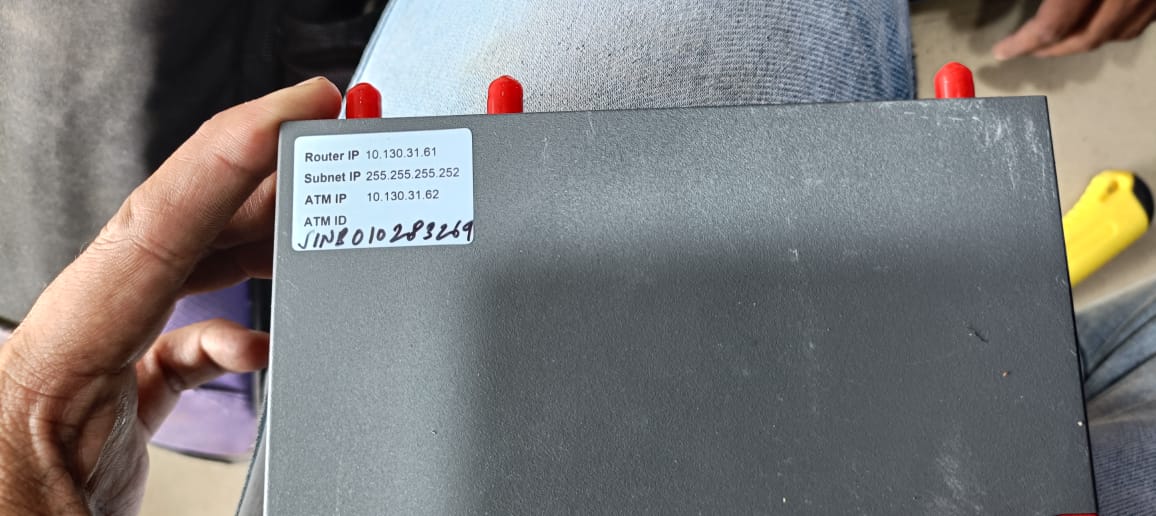 Router IP 10.130.31.61
Subnet IP 255.255.255.252
ATM IP 10.130.31.62
ATM ID
SINB010283269